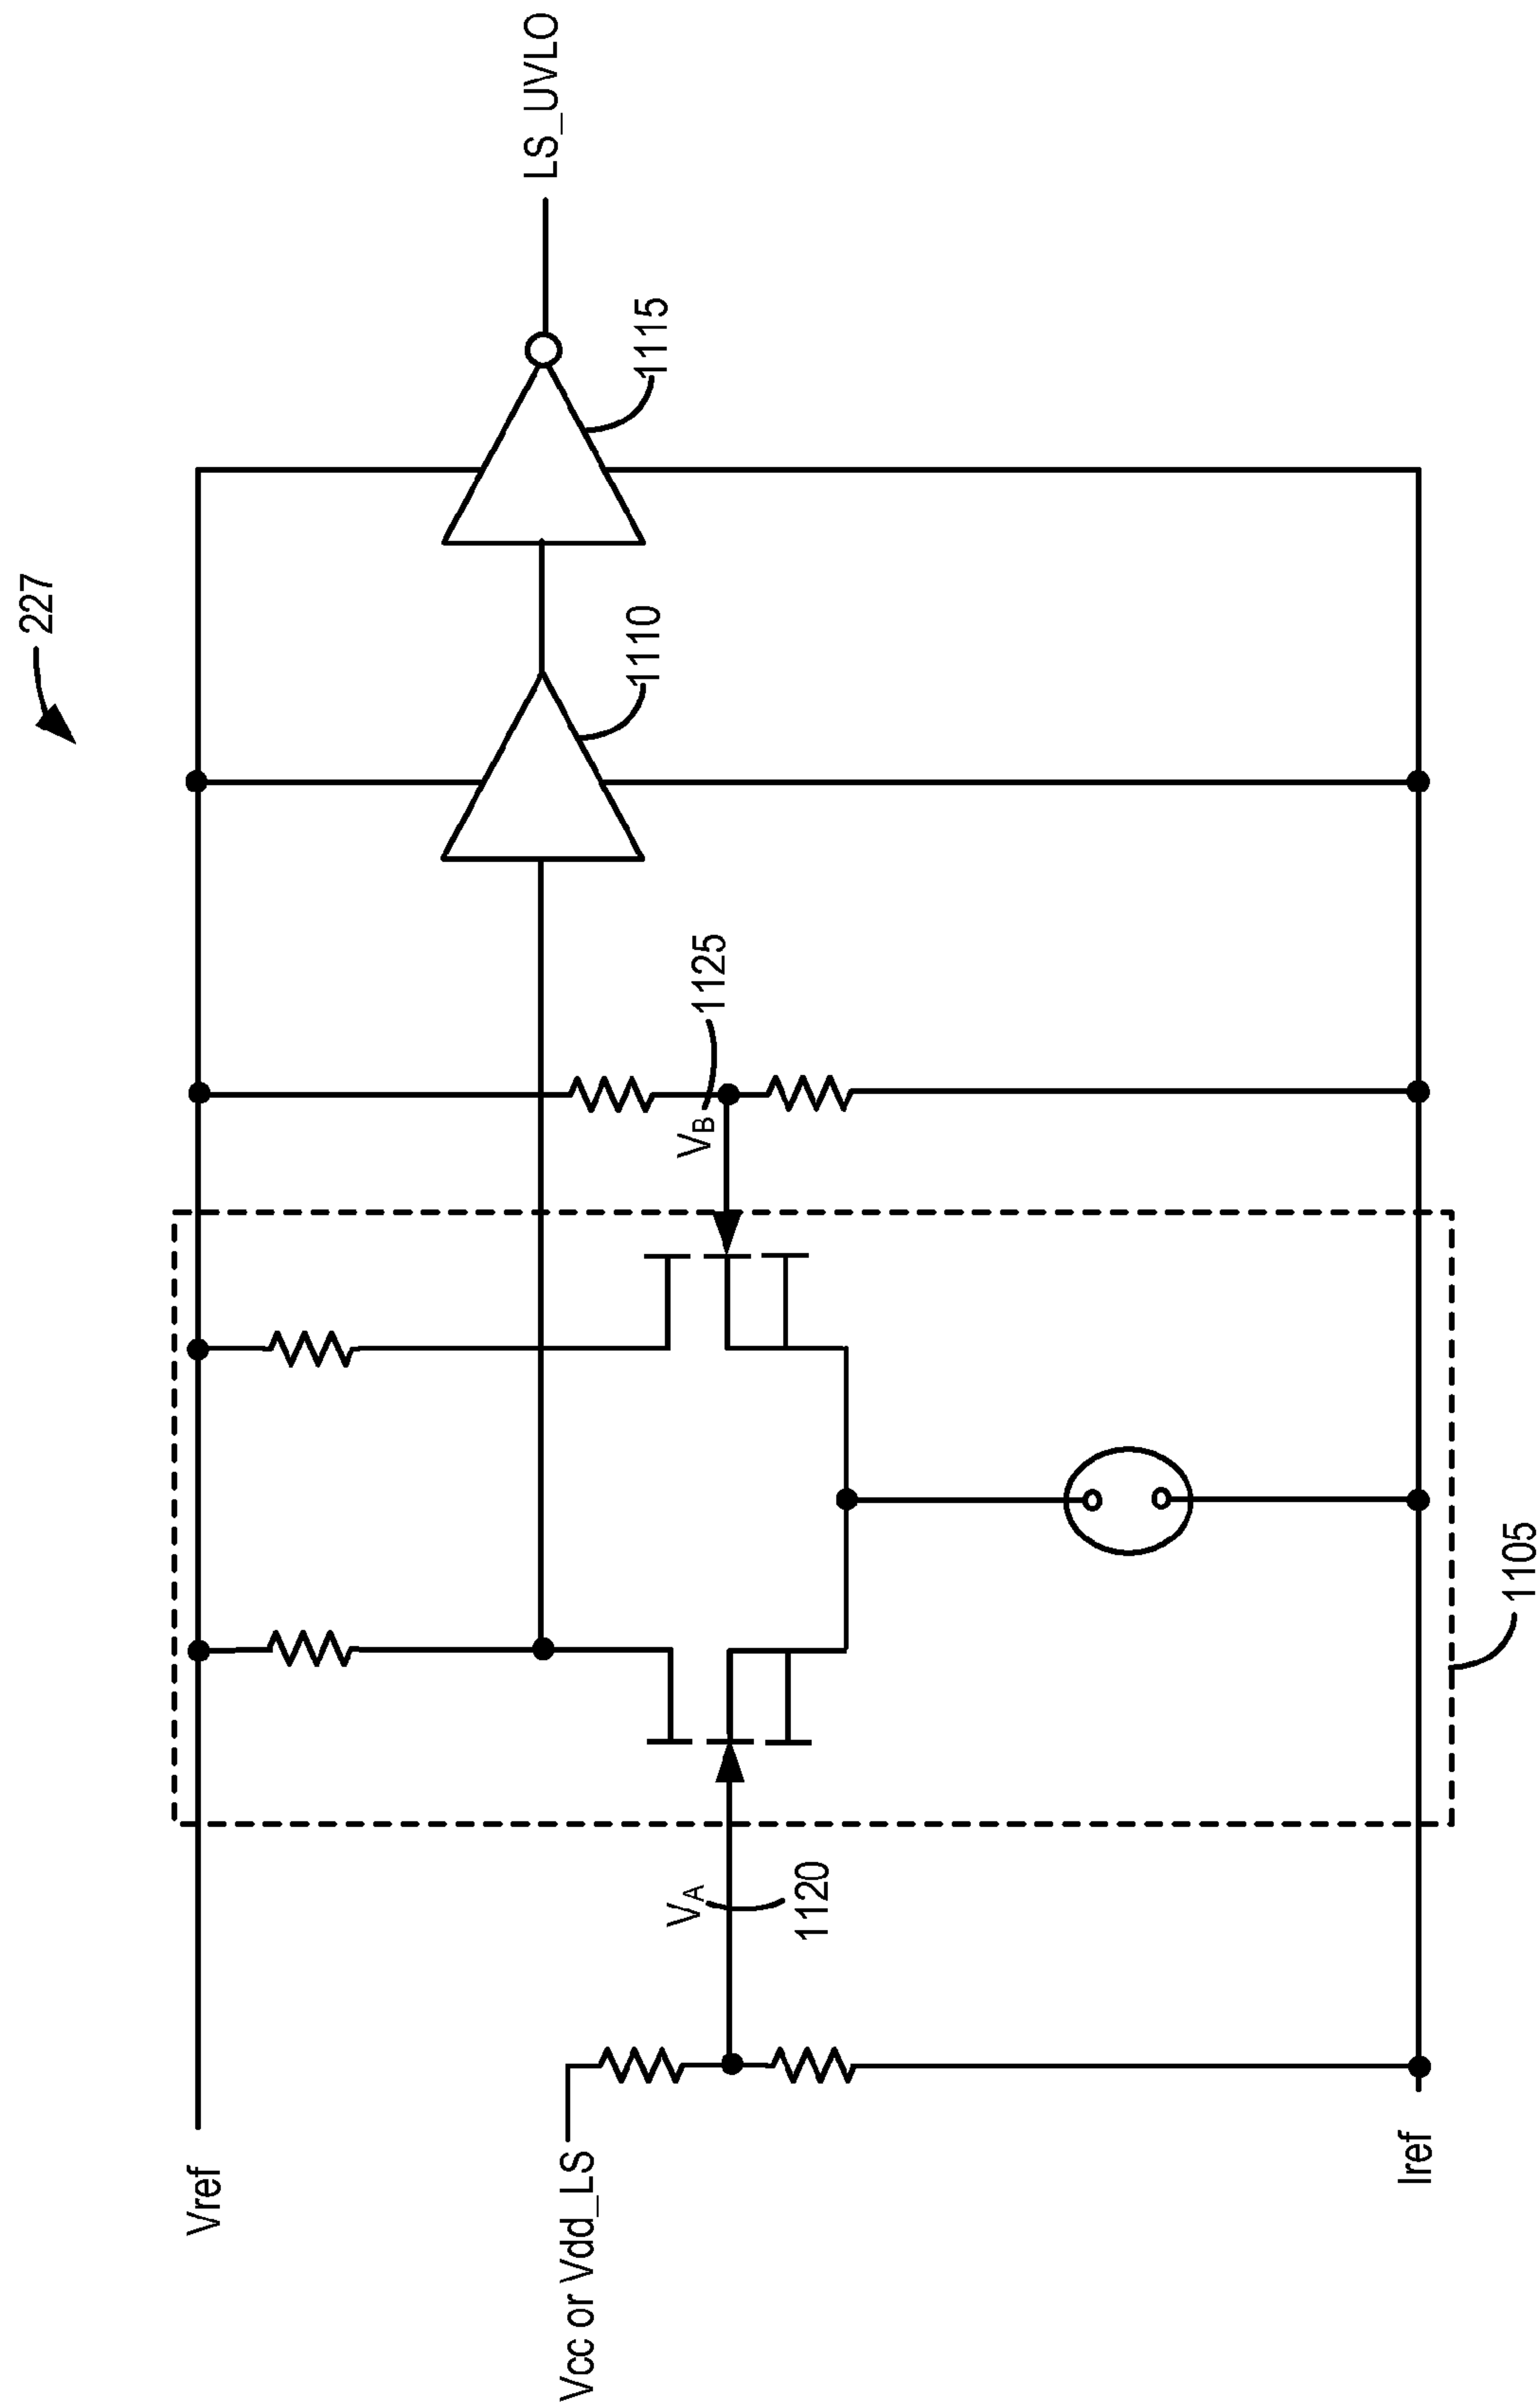 227
Vref
Vcc or Vdd_LS
Iref
VA
1120
1105
VB
1125
1110
1115
LS_UVLO